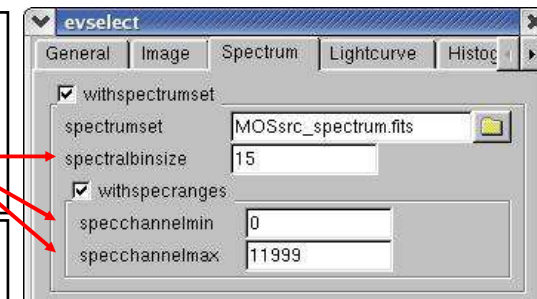 evselect
General Image Spectrum Lightcurve Histog
withspectrumset
spectrumset MOSsrc_spectrum.fits
spectralbinsize 15
withspecranges
specchannelmin 0
specchannelmax 11999